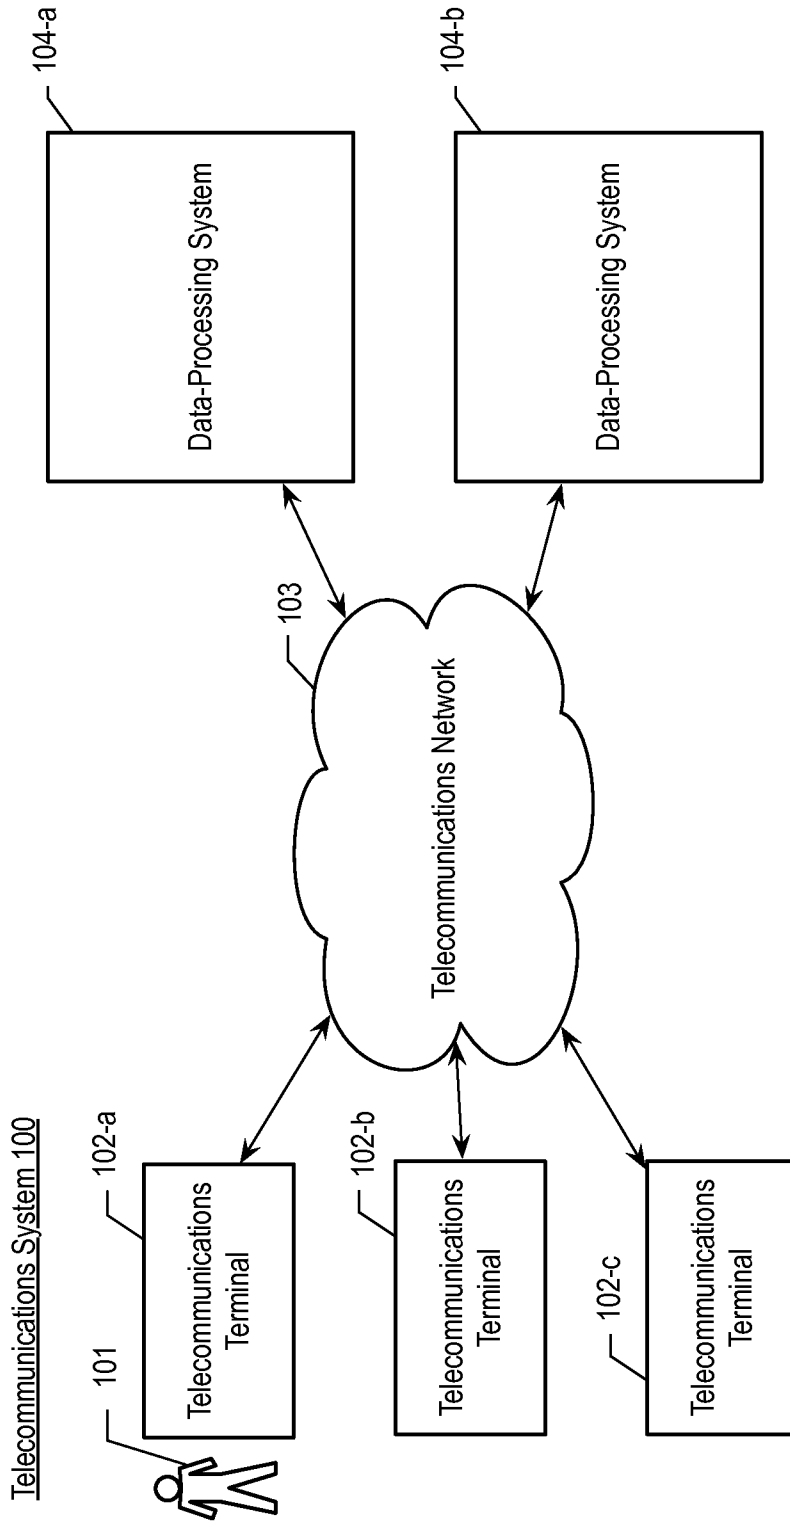 Telecommunications System 100
101
102-a
Telecommunications
Terminal
102-b
Telecommunications
Terminal
102-c
Telecommunications
Terminal
103
Telecommunications Network
104-a
Data-Processing System
104-b
Data-Processing System